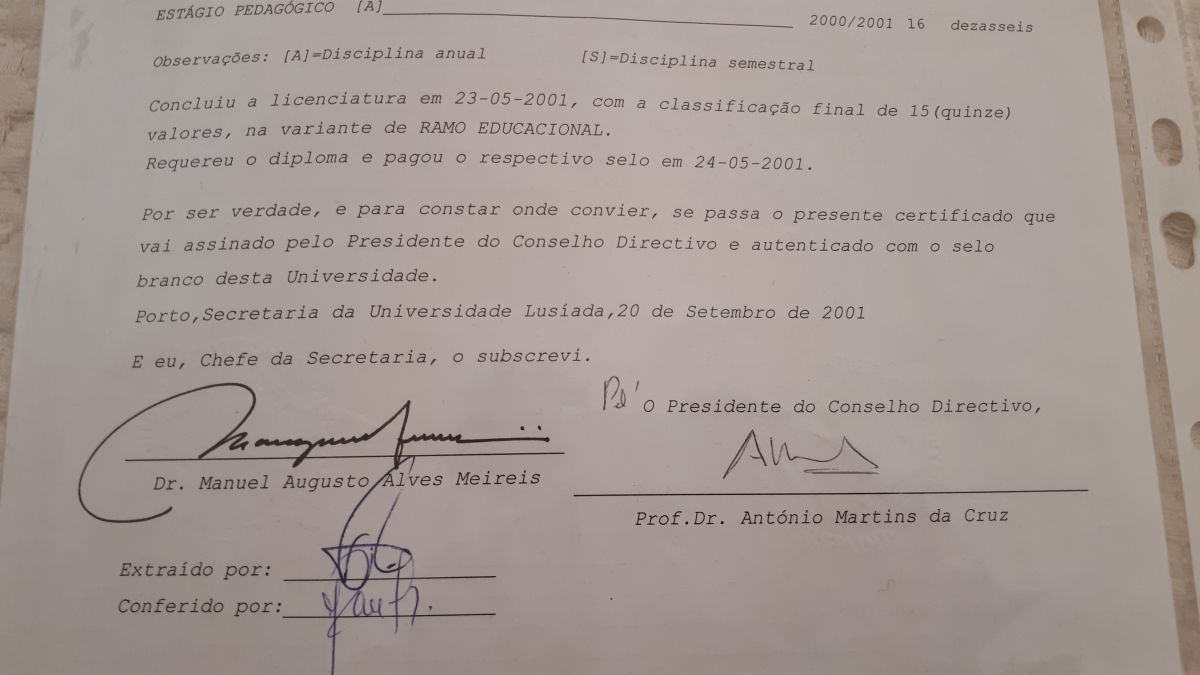 ESTÁGIO PEDAGÓGICO [A]________ 2000/2001 16 dezasseis
Observações: [A]=Disciplina anual [S]=Disciplina semestral
Concluiu a licenciatura em 23-05-2001, com a classificação final de 15(quinze)
valores, na variante de RAMO EDUCACIONAL.
Requereu o diploma e pagou o respectivo selo em 24-05-2001.
Por ser verdade, e para constar onde convier, se passa o presente certificado que
vai assinado pelo Presidente do Conselho Directivo e autenticado com o selo
branco desta Universidade.
Porto,Secretaria da Universidade Lusíada,20 de Setembro de 2001
E eu, Chefe da Secretaria, o subscrevi.
O Presidente do Conselho Directivo,
Dr. Manuel Augusto Alves Meireis
Prof.Dr. António Martins da Cruz
Extraído por:
Conferido por: